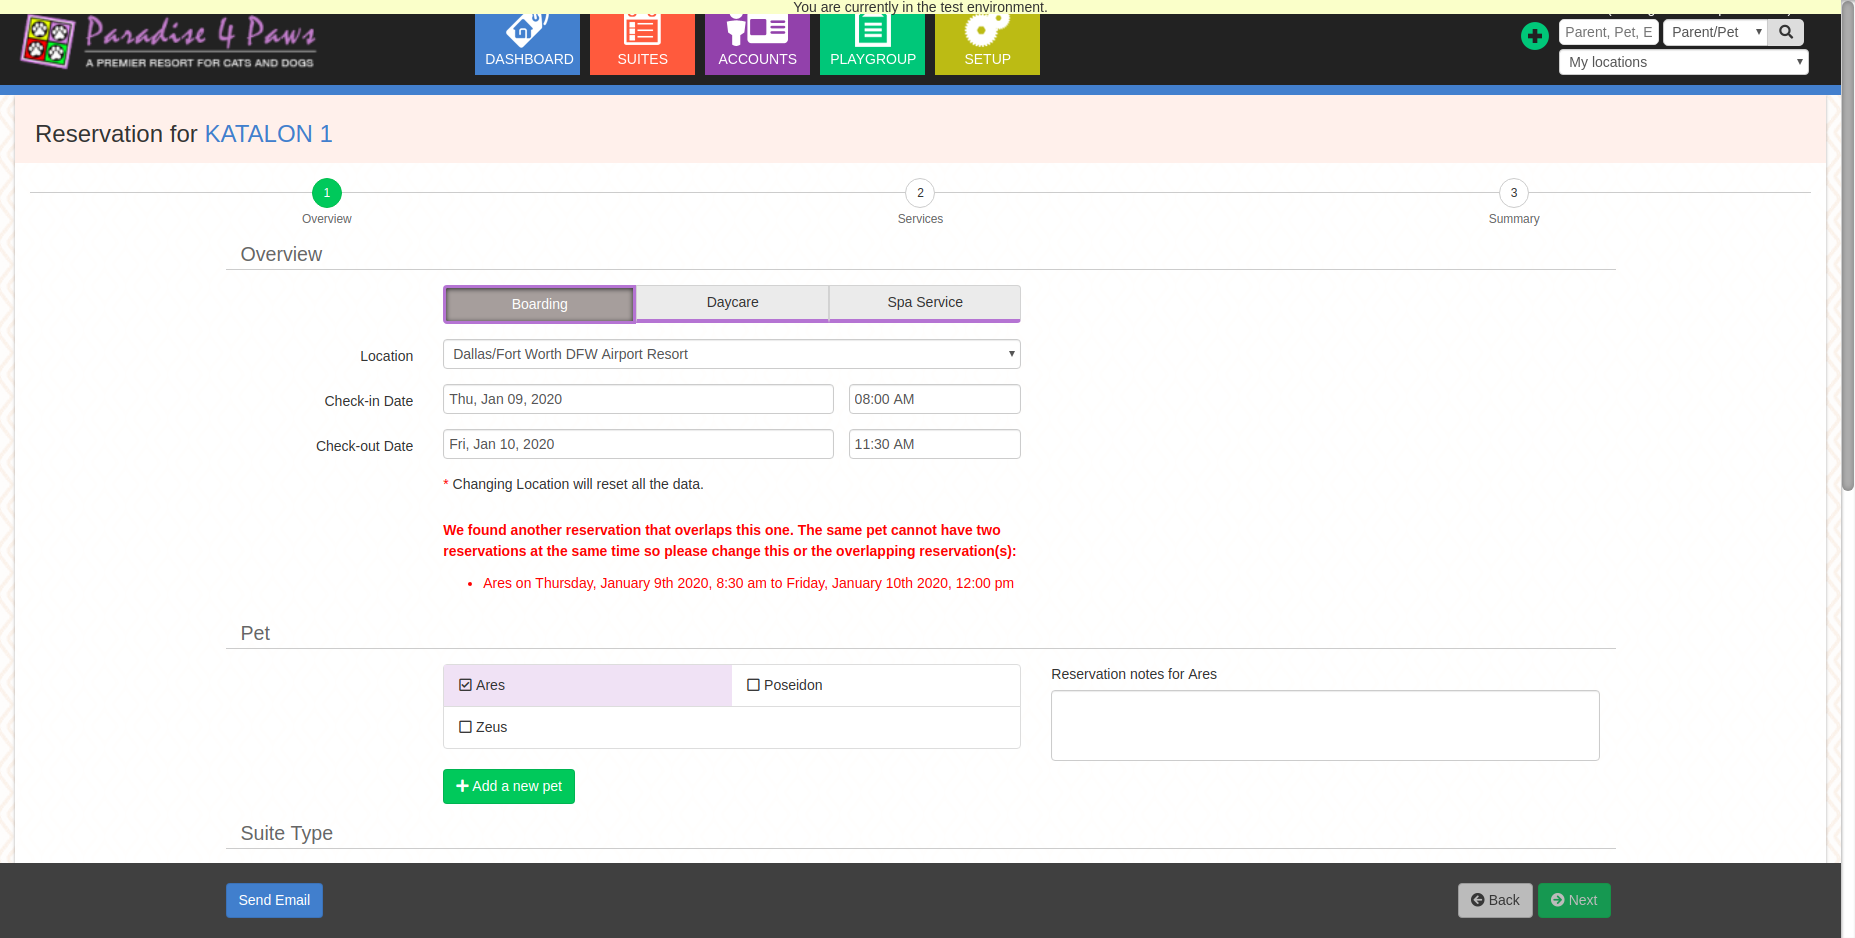 You are currently in the test environment.
Paradise 4 Paws
A PREMIER RESORT FOR CATS AND DOGS
DASHBOARD
SUITES
ACCOUNTS
PLAYGROUP
SETUP
Parent, Pet, E
Parent/Pet
My locations
Reservation for KATALON 1
1
2
3
Overview
Services
Summary
Overview
Boarding
Daycare
Spa Service
Location
Dallas/Fort Worth DFW Airport Resort
Check-in Date
Thu, Jan 09, 2020
08:00 AM
Check-out Date
Fri, Jan 10, 2020
11:30 AM
* Changing Location will reset all the data.
We found another reservation that overlaps this one. The same pet cannot have two
reservations at the same time so please change this or the overlapping reservation(s):
• Ares on Thursday, January 9th 2020, 8:30 am to Friday, January 10th 2020, 12:00 pm
Pet
Ares
Poseidon
Zeus
Reservation notes for Ares
Add a new pet
Suite Type
Send Email
Back
Next